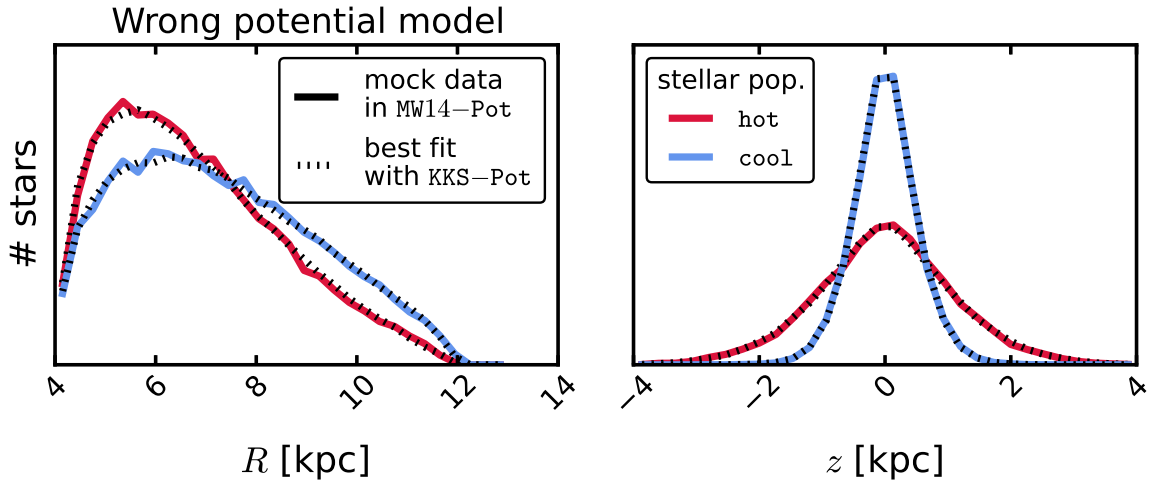 Wrong potential model
# stars
mock data
in MW14−Pot
best fit
with KKS−Pot
4 6 8 10 12 14
R [kpc]
stellar pop.
hot
cool
−4 −2 0 2 4
z [kpc]